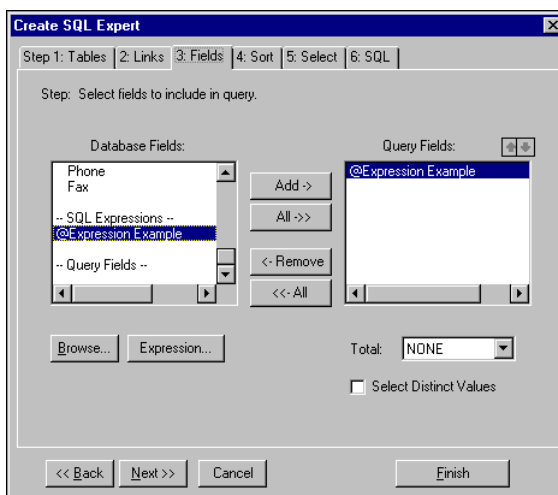 Create SQL Expert
Step 1: Tables 2: Links 3: Fields 4: Sort 5: Select 6: SQL
Step: Select fields to include in query.
Database Fields:
Query Fields:
Phone
Fax
-- SQL Expressions --
@Expression Example
-- Query Fields --
Add ->
All ->>
<- Remove
<<- All
@Expression Example
Browse... Expression...
Total: NONE
Select Distinct Values
<< Back Next >> Cancel Finish